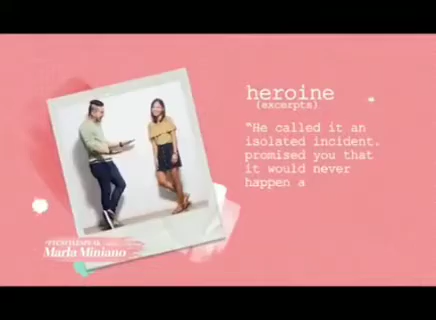 heroine
(excerpts)
"He called it an
isolated incident.
promised you that
it would never
happen a
Marla Miniano